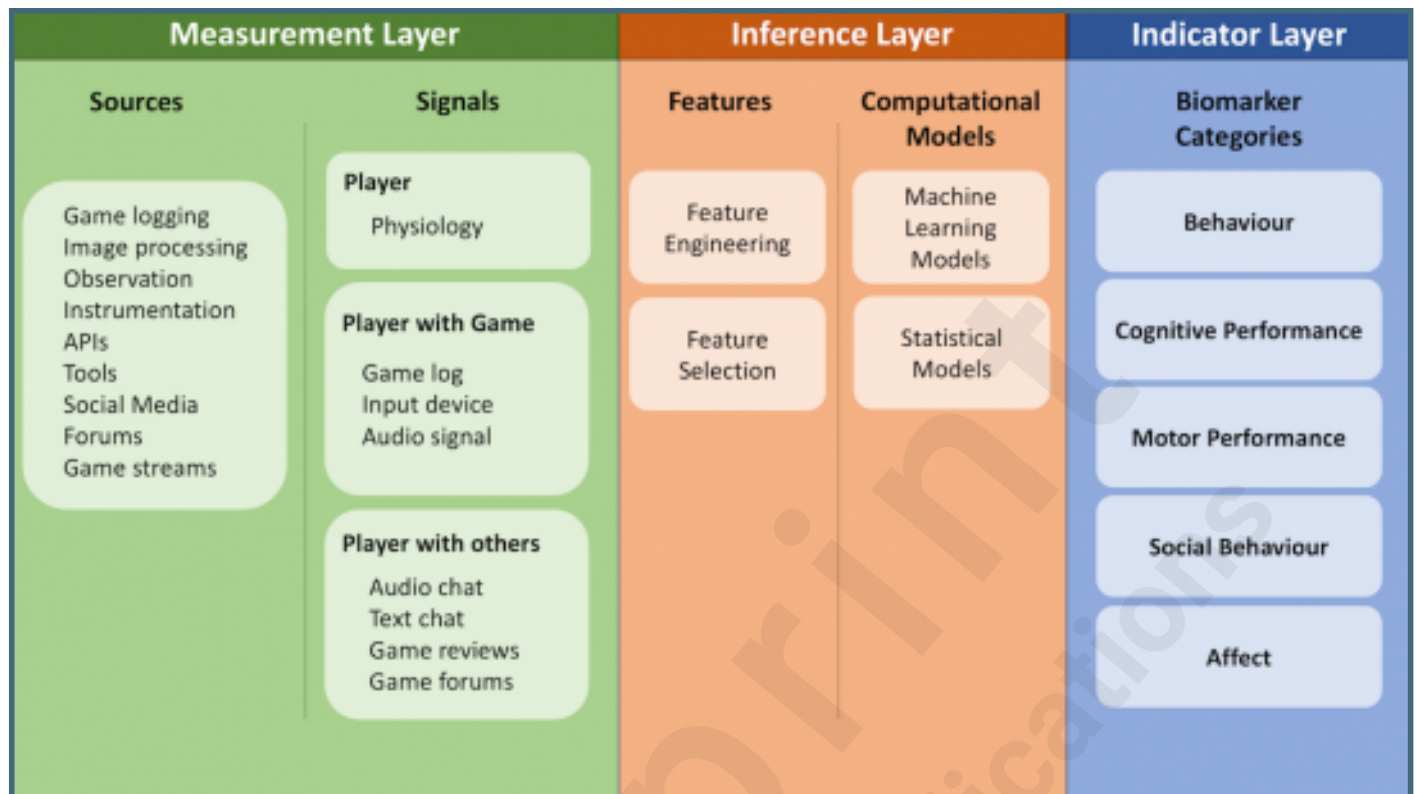 Measurement Layer
Inference Layer
Indicator Layer
Sources
Signals
Features
Computational
Models
Biomarker
Categories
Game logging
Image processing
Observation
Instrumentation
APIs
Tools
Social Media
Forums
Game streams
Player
Physiology
Player with Game
Game log
Input device
Audio signal
Player with others
Audio chat
Text chat
Game reviews
Game forums
Feature
Engineering
Feature
Selection
Machine
Learning
Models
Statistical
Models
Behaviour
Cognitive Performance
Motor Performance
Social Behaviour
Affect
print
ications